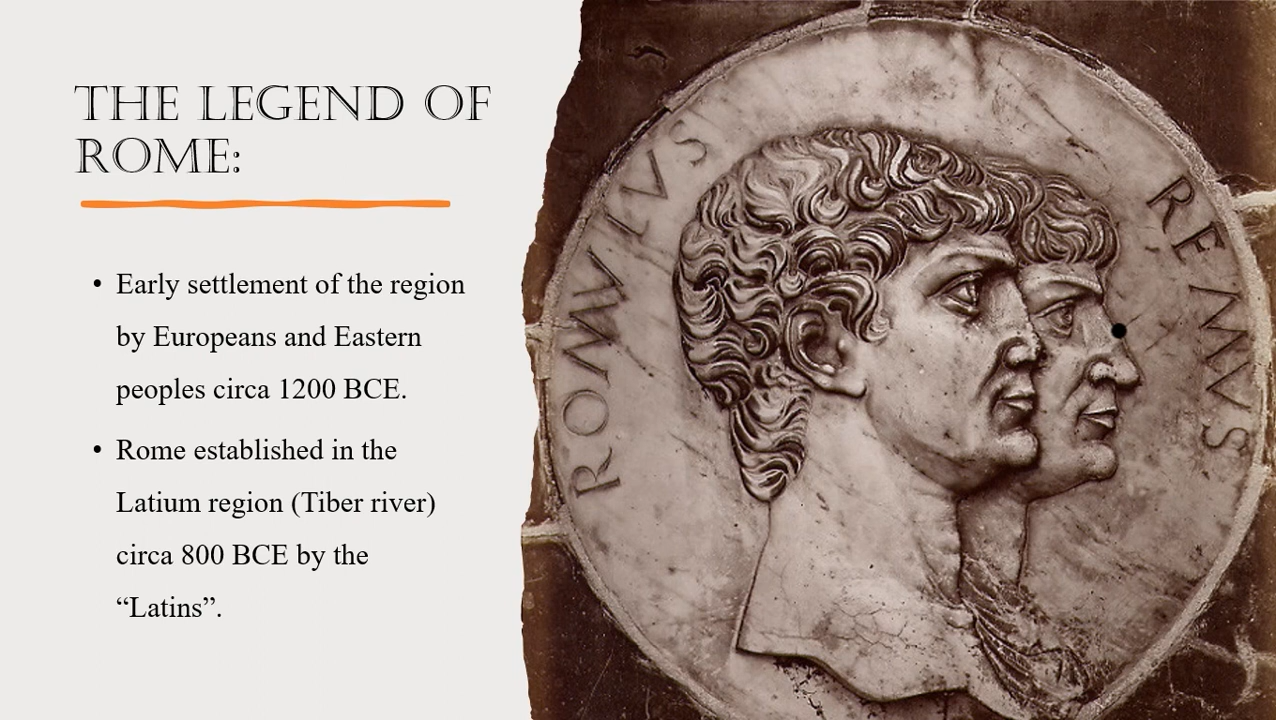 THE LEGEND OF
ROME:
• Early settlement of the region
by Europeans and Eastern
peoples circa 1200 BCE.
• Rome established in the
Latium region (Tiber river)
circa 800 BCE by the
“Latins”.
ROMVLVS
REMVS